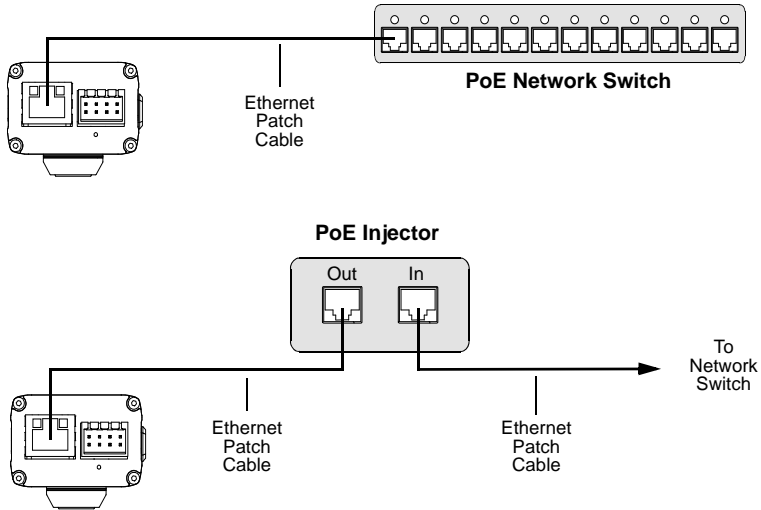 PoE Network Switch
Ethernet
Patch
Cable
PoE Injector
Out In
To
Network
Switch
Ethernet
Patch
Cable
Ethernet
Patch
Cable